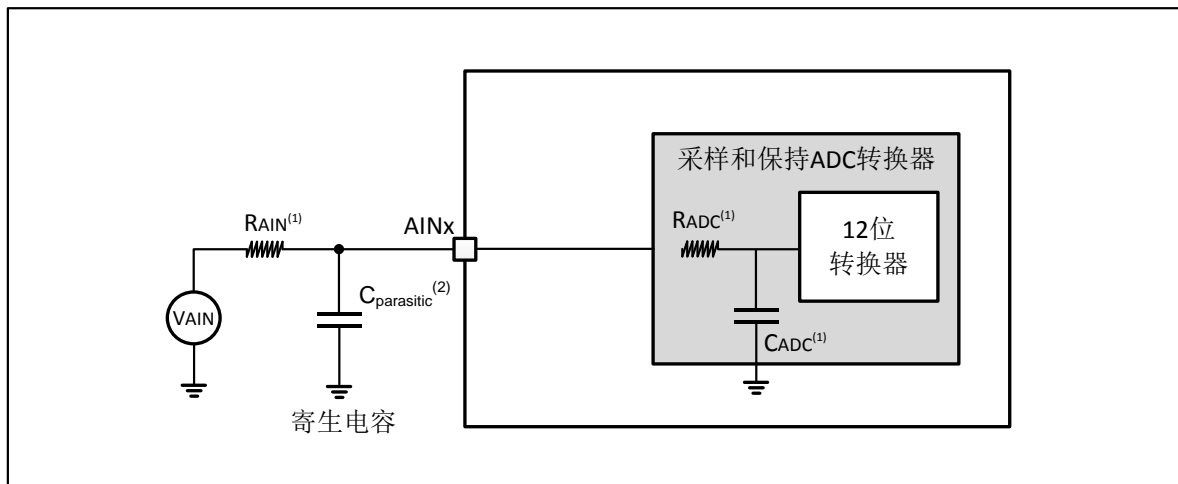 采样和保持ADC转换器
RAIN(1)
AINx
RADC(1)
12位
转换器
VAIN
Cparasitic(2)
CADC(1)
寄生电容